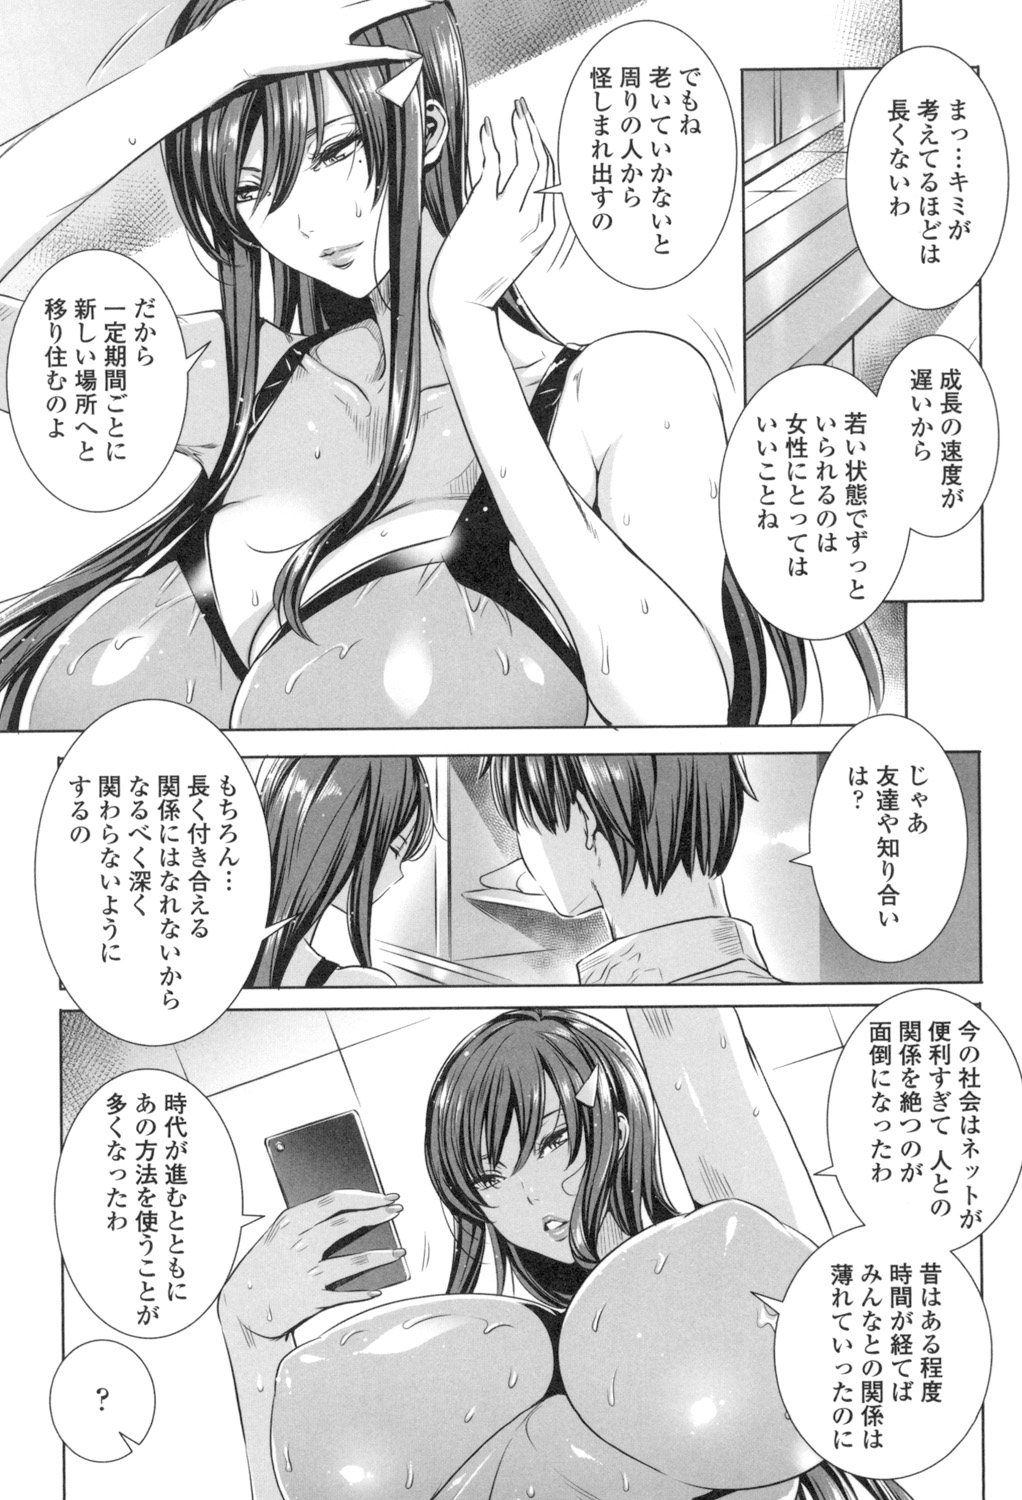 まっ…キミが
考えてるほどは
長くないわ
成長の速度が
遅いから
若い状態でずっと
いられるのは
女性にとっては
いいことね
でもね
老いていかないと
周りの人から
怪しまれ出すの
だから
一定期間ごとに
新しい場所へと
移り住むのよ
じゃあ
友達や知り合い
は?
もちろん…
長く付き合える
関係にはなれないから
なるべく深く
関わらないように
するの
今の社会はネットが
便利すぎて 人との
関係を絶つのが
面倒になったわ
昔はある程度
時間が経てば
みんなとの関係は
薄れていったのに
時代が進むとともに
あの方法を使うことが
多くなったわ
?